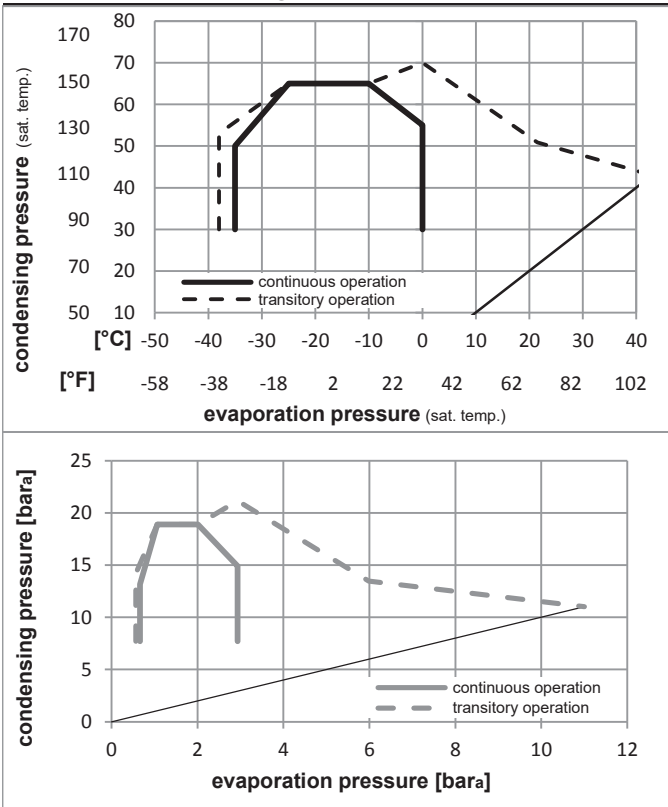 condensing pressure (sat. temp.)
170 80
70
150 60
130 50
110 40
90 30
70 20
50 10
continuous operation
transitory operation
[°C] -50 -40 -30 -20 -10 0 10 20 30 40
[°F] -58 -38 -18 2 22 42 62 82 102
evaporation pressure (sat. temp.)
condensing pressure [bara]
25
20
15
10
5
0
continuous operation
transitory operation
0 2 4 6 8 10 12
evaporation pressure [bara]